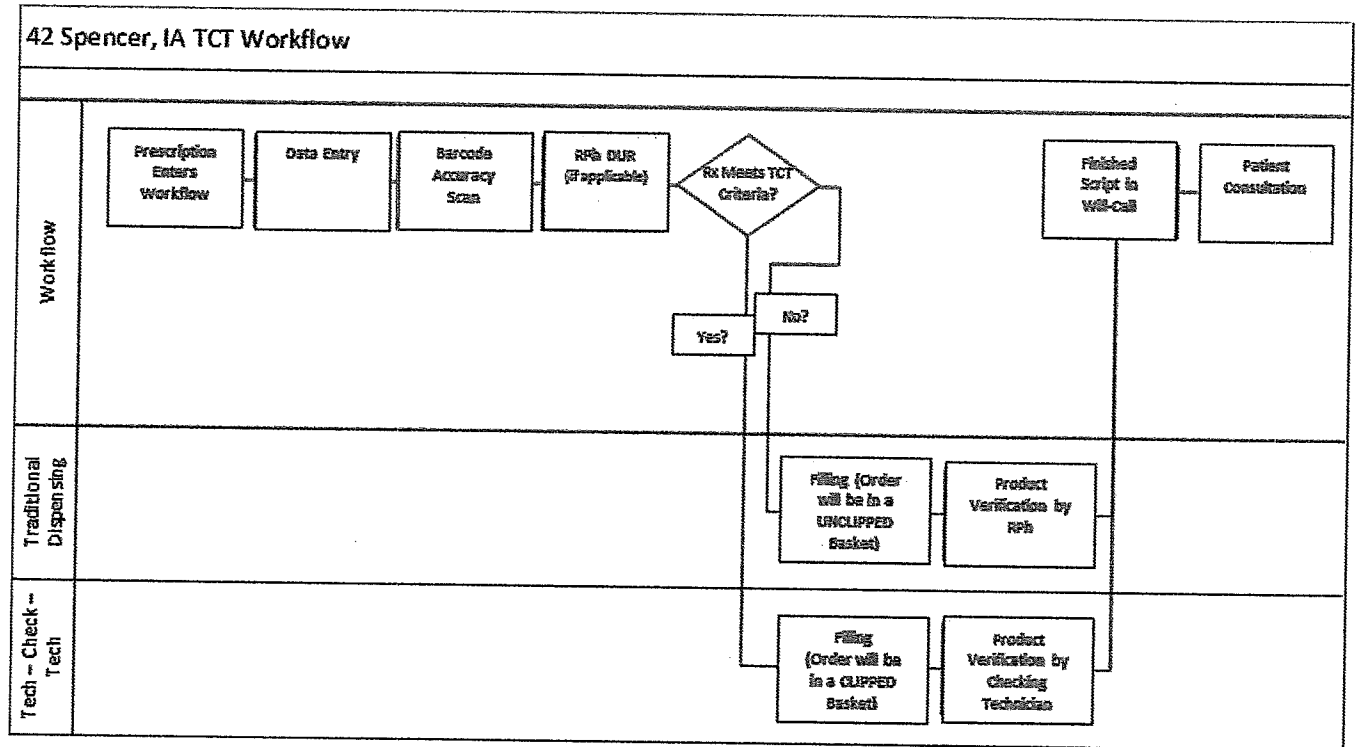 42 Spencer, IA TCT Workflow
Workflow
Prescription
Enters
Workflow
Data Entry
Barcode
Accuracy
Scan
RPh DUR
(if applicable)
Rx Meets TCT
Criteria?
Finished
Script in
Will-Call
Patient
Consultation
No?
Yes?
Traditional
Dispensing
Filling (Order
will be in a
UNCLIPPED
Basket)
Product
Verification by
RPh
Tech – Check –
Tech
Filling
(Order will be
in a CLIPPED
Basket)
Product
Verification by
Checking
Technician